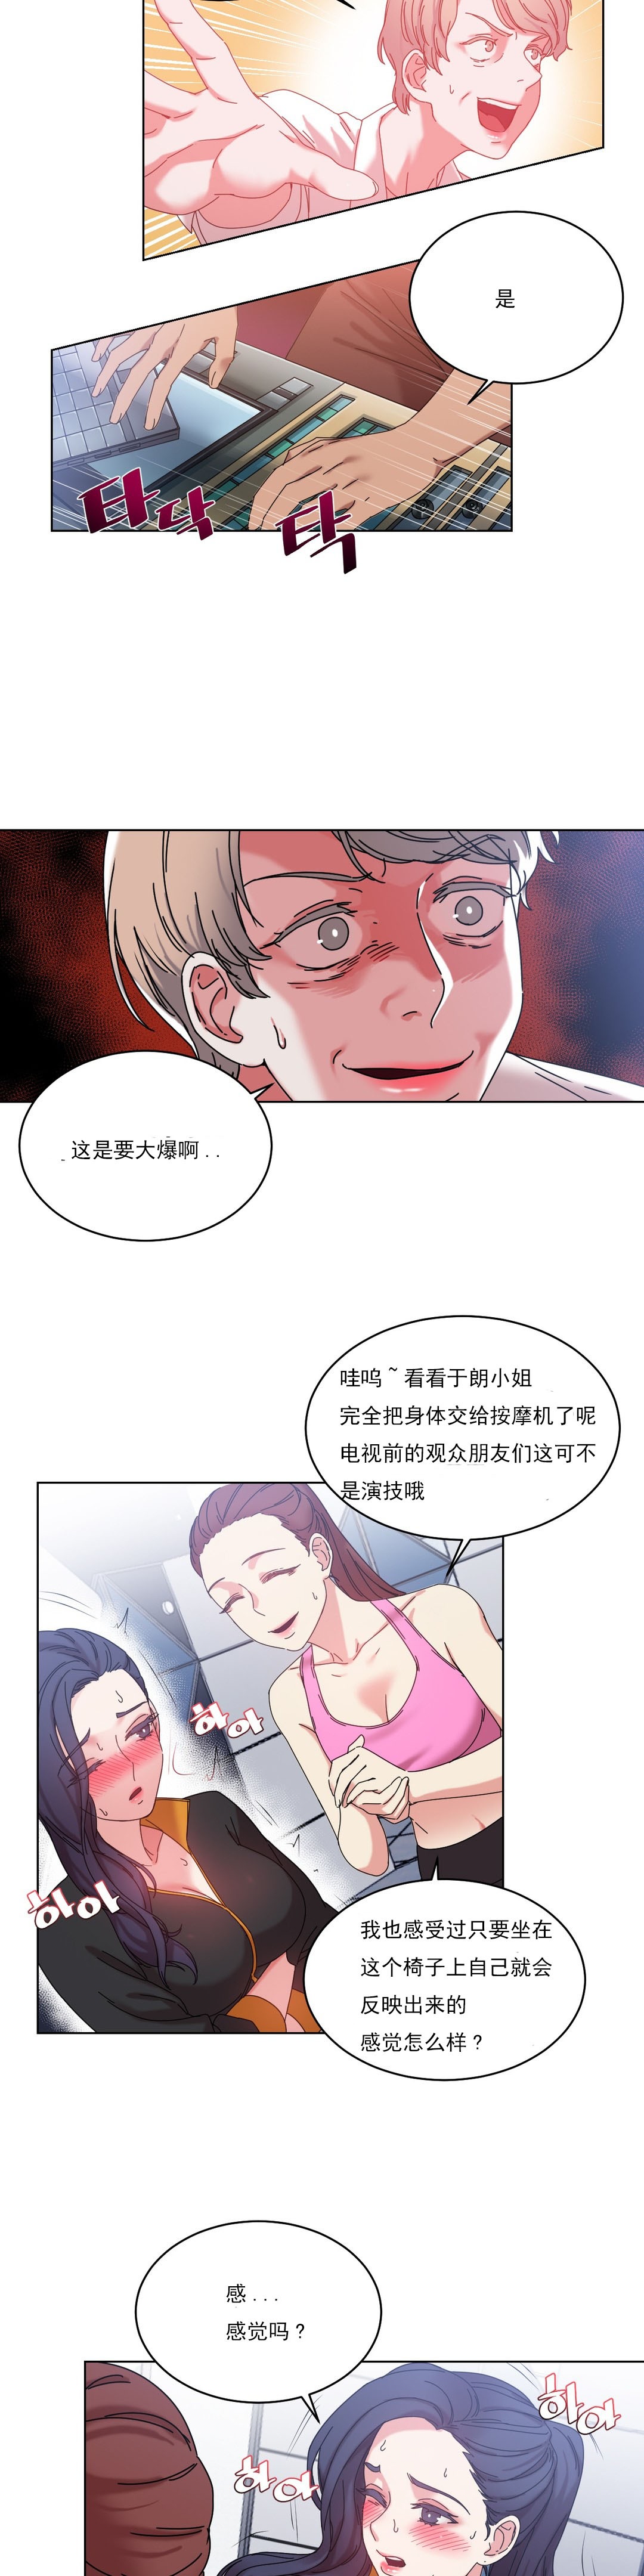 是
타닥
탁
这是要大爆啊..
哇呜~看看于朗小姐
完全把身体交给按摩机了呢
电视前的观众朋友们这可不
是演技哦
하아
하아
我也感受过只要坐在
这个椅子上自己就会
反映出来的
感觉怎么样?
感...
感觉吗?
하아
하아